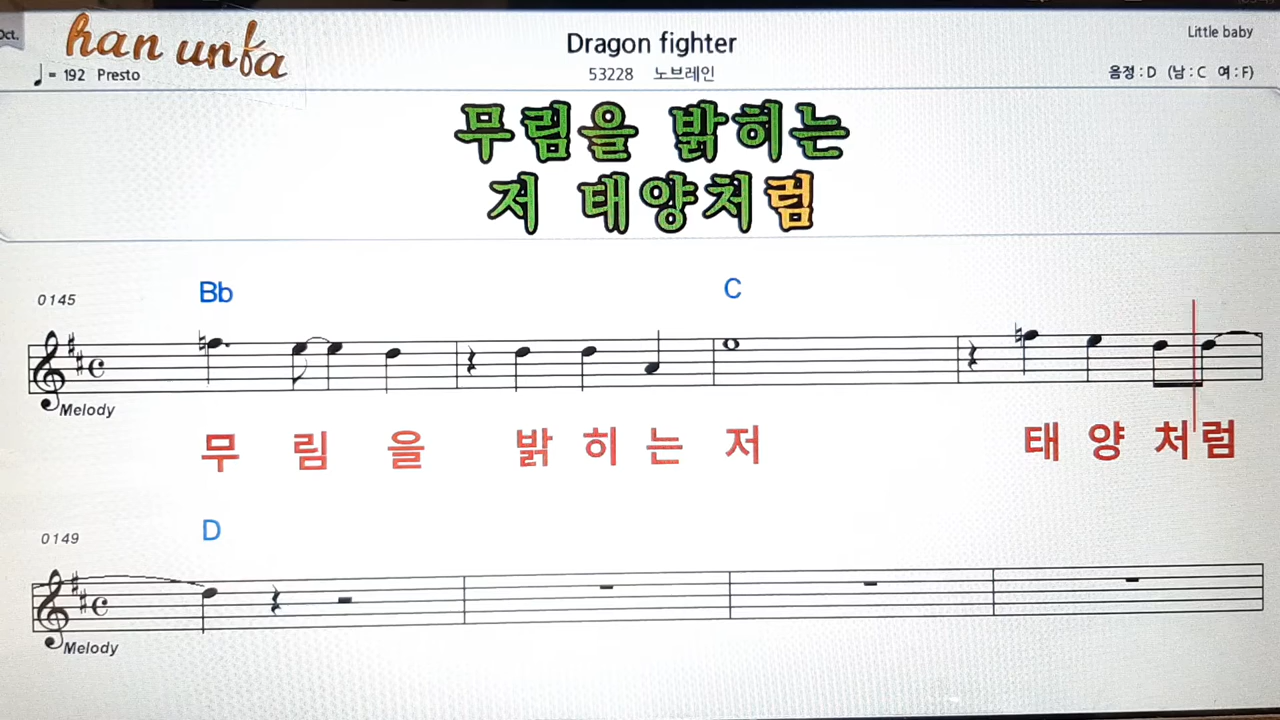 Oct.
han unfa
Dragon fighter
Little baby
♩ = 192 Presto
53228 노브레인
음정 : D (남 : C 여 : F)
무림을 밝히는
저 태양처럼
0145
Bb
C
Melody
무 림 을 밝 히 는 저 태 양 처 럼
0149
D
Melody